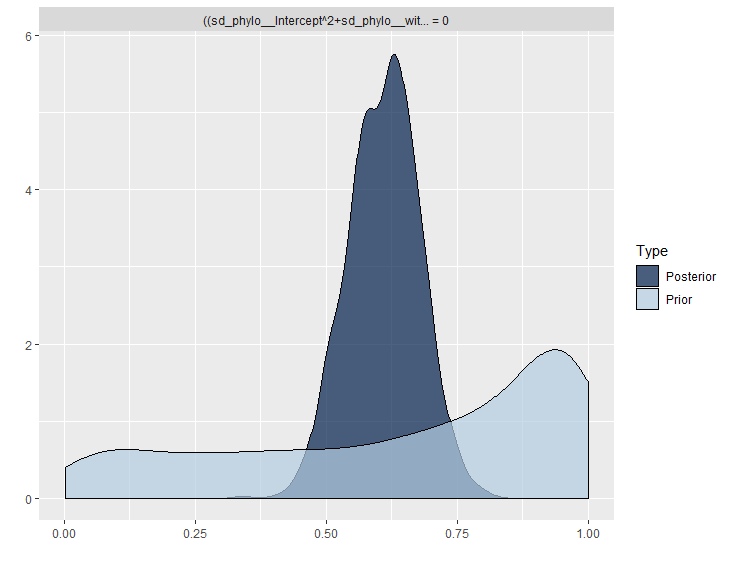 ((sd_phylo__Intercept^2+sd_phylo__wit... = 0
6
4
2
0
0.00
0.25
0.50
0.75
1.00
Type
Posterior
Prior